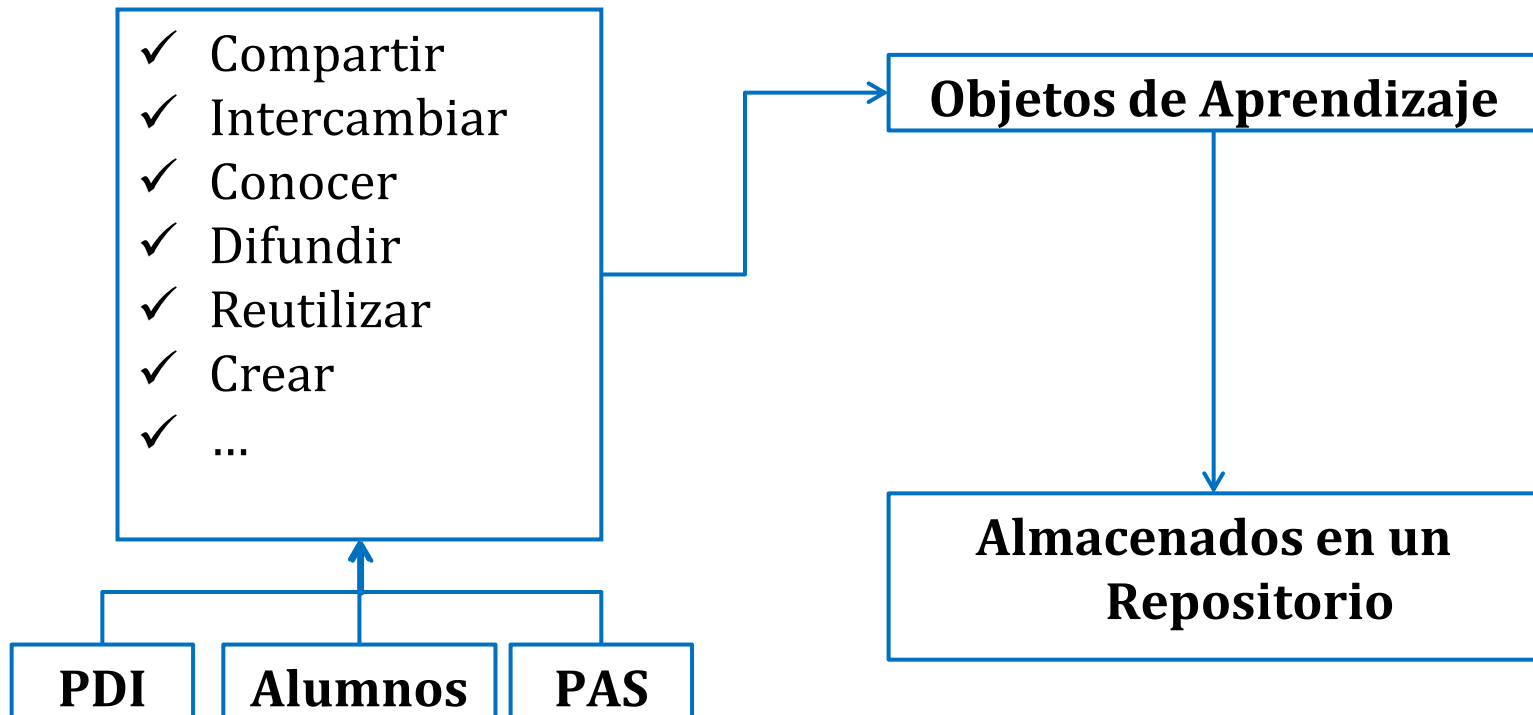 ✓ Compartir
✓ Intercambiar
✓ Conocer
✓ Difundir
✓ Reutilizar
✓ Crear
✓ ...
Objetos de Aprendizaje
Almacenados en un
Repositorio
PDI
Alumnos
PAS